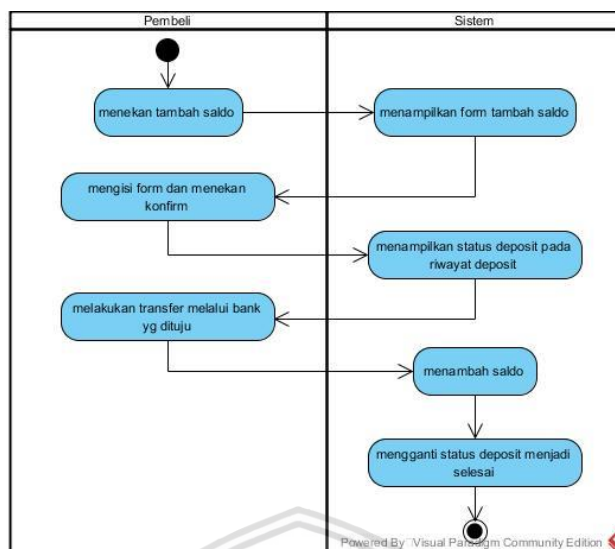 Pembeli
Sistem
menekan tambah saldo
menampilkan form tambah saldo
mengisi form dan menekan
konfirm
menampilkan status deposit pada
riwayat deposit
melakukan transfer melalui bank
yg dituju
menambah saldo
mengganti status deposit menjadi
selesai
Powered By Visual Paradigm Community Edition